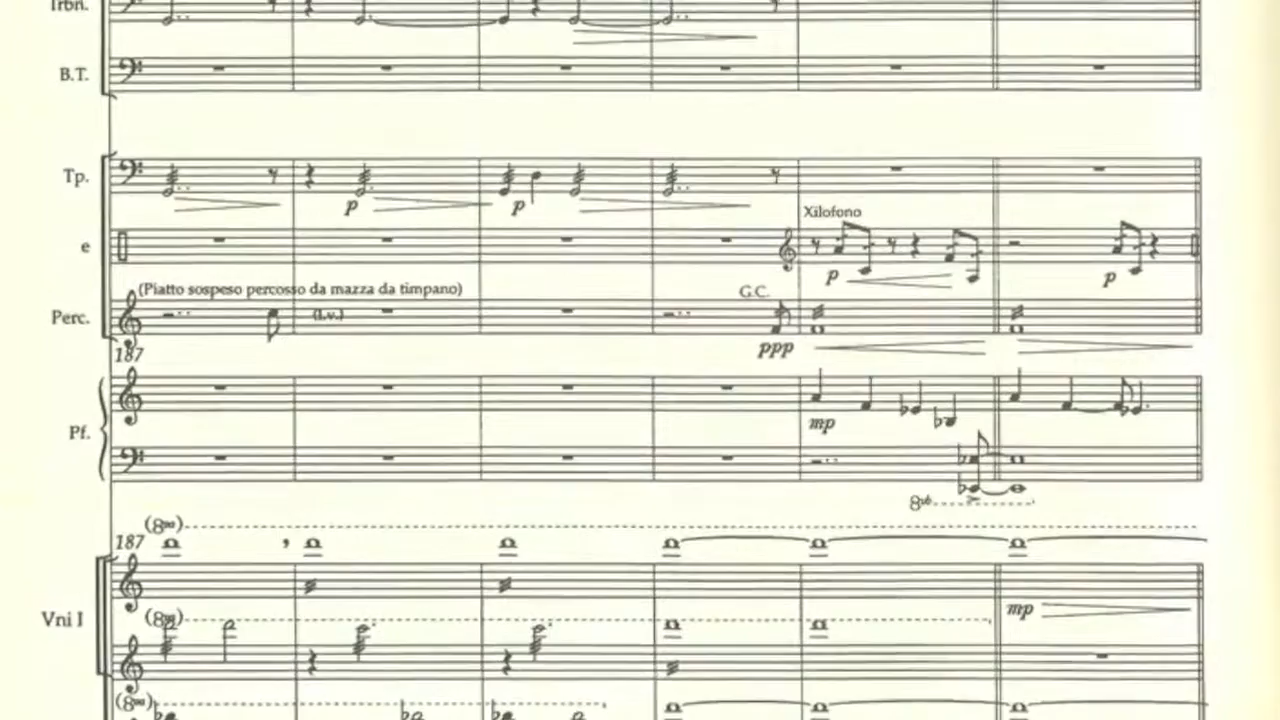 Trbn.
B.T.
Tp.
p
p
Xilofono
e
p
p
(Piatto sospeso percosso da mazza da timpano)
G.C.
Perc.
(l.v.)
187
ppp
Pf.
mp
8vb
(8va)
187
Vni I
mp
(8va)
(8va)